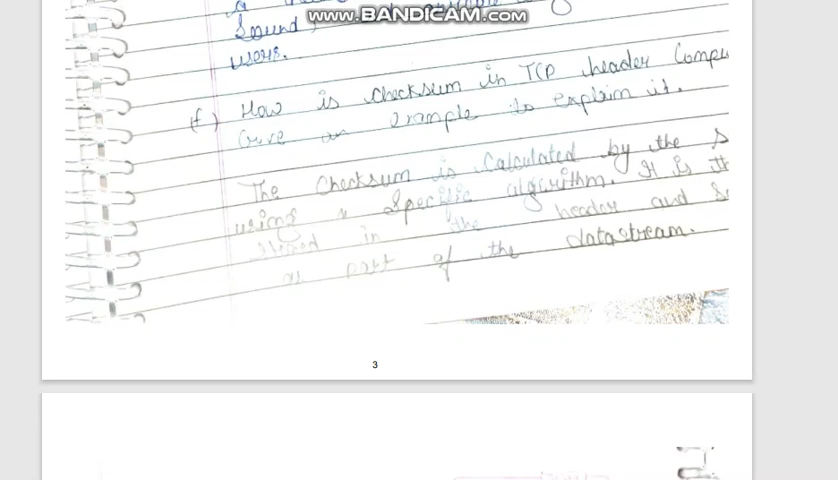 WWW.BANDICAM.COM
Sound,
work.
(f) How is checksum in TCP header Compu
Give an example to explain it.
The Checksum is Calculated by the S
using a Specific algorithm. It is th
stored in the header and Se
as part of the datastream.
3